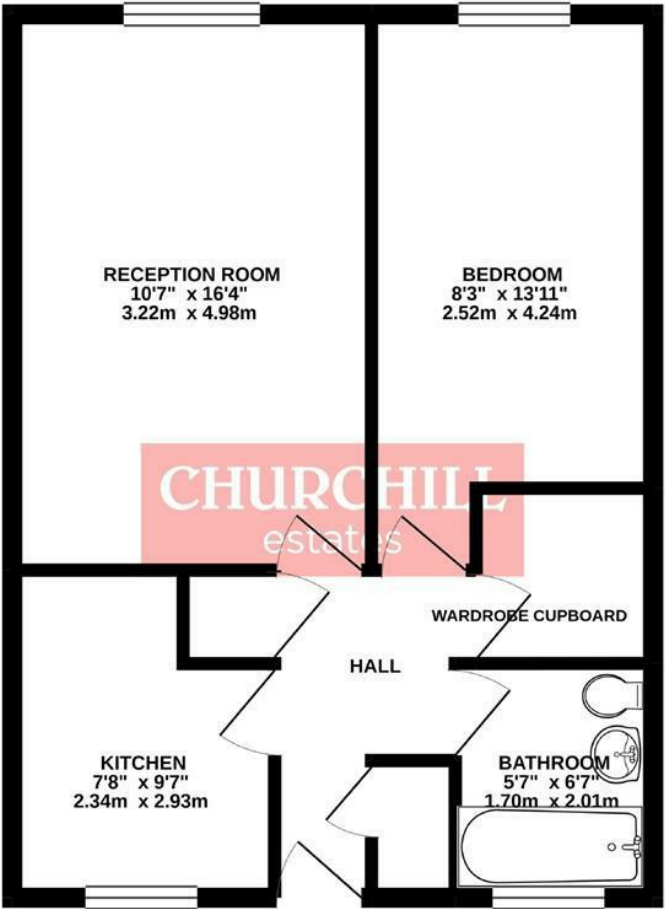 RECEPTION ROOM
10'7" x 16'4"
3.22m x 4.98m
BEDROOM
8'3" x 13'11"
2.52m x 4.24m
CHURCHILL
estates
WARDROBE CUPBOARD
HALL
KITCHEN
7'8" x 9'7"
2.34m x 2.93m
BATHROOM
5'7" x 6'7"
1.70m x 2.01m